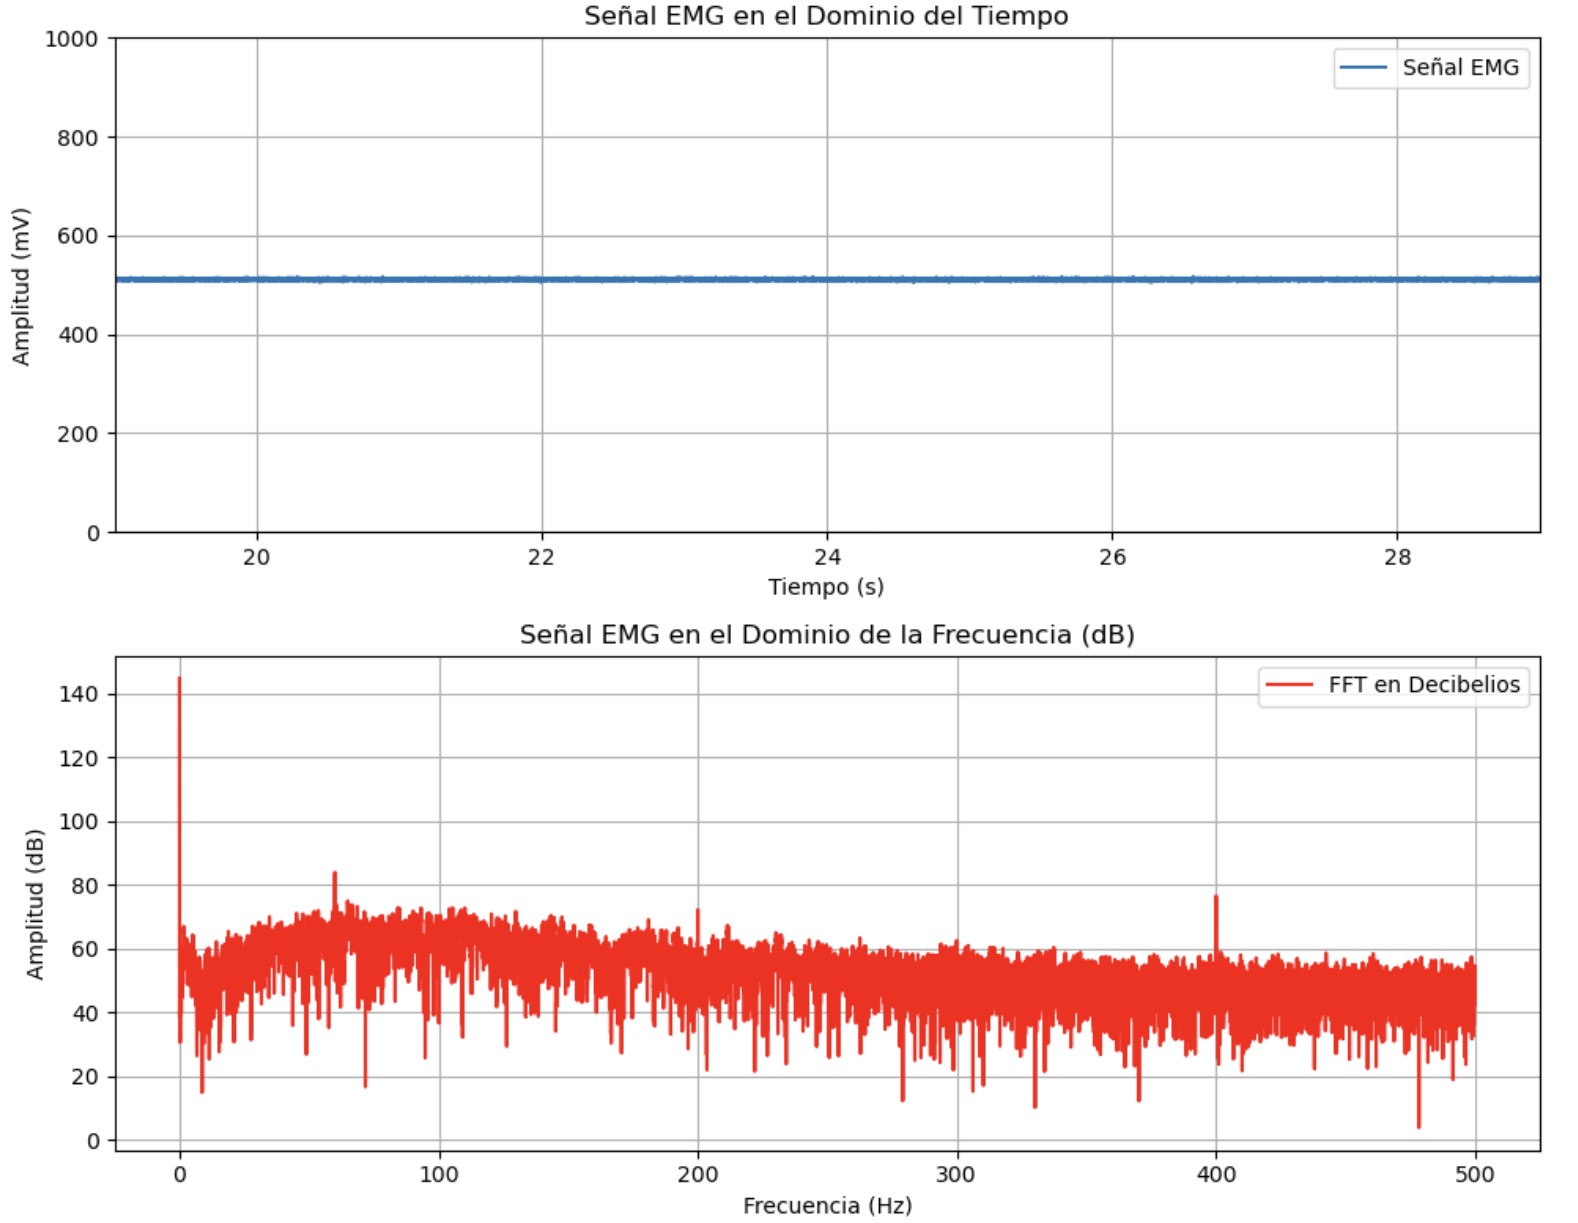 Señal EMG en el Dominio del Tiempo
1000
800
600
400
200
0
Amplitud (mV)
Señal EMG
20 22 24 26 28
Tiempo (s)
Señal EMG en el Dominio de la Frecuencia (dB)
140
120
100
80
60
40
20
0
Amplitud (dB)
FFT en Decibelios
0 100 200 300 400 500
Frecuencia (Hz)